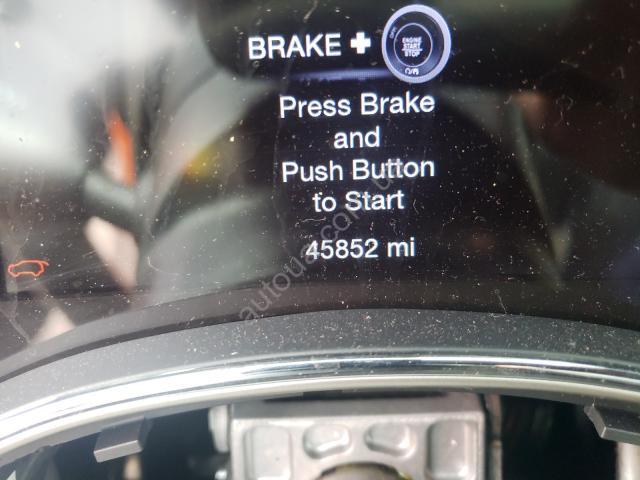 BRAKE +
ENGINE
START
STOP
Press Brake
and
Push Button
to Start
45852 mi